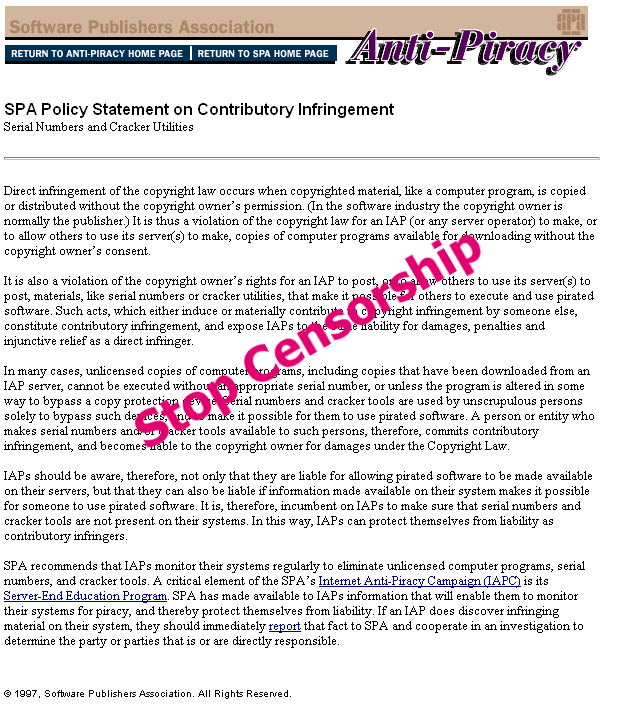 Software Publishers Association
spa
RETURN TO ANTI-PIRACY HOME PAGE | RETURN TO SPA HOME PAGE
Anti-Piracy
SPA Policy Statement on Contributory Infringement
Serial Numbers and Cracker Utilities
Direct infringement of the copyright law occurs when copyrighted material, like a computer program, is copied
or distributed without the copyright owner's permission. (In the software industry the copyright owner is
normally the publisher.) It is thus a violation of the copyright law for an IAP (or any server operator) to make, or
to allow others to use its server(s) to make, copies of computer programs available for downloading without the
copyright owner's consent.
It is also a violation of the copyright owner's rights for an IAP to post, or to allow others to use its server(s) to
post, materials, like serial numbers or cracker utilities, that make it possible for others to execute and use pirated
software. Such acts, which either induce or materially contribute to copyright infringement by someone else,
constitute contributory infringement, and expose IAPs to the same liability for damages, penalties and
injunctive relief as a direct infringer.
In many cases, unlicensed copies of computer programs, including copies that have been downloaded from an
IAP server, cannot be executed without an appropriate serial number, or unless the program is altered in some
way to bypass a copy protection device. Serial numbers and cracker tools are used by unscrupulous persons
solely to bypass such devices, and to make it possible for them to use pirated software. A person or entity who
makes serial numbers and cracker tools available to such persons, therefore, commits contributory
infringement, and becomes liable to the copyright owner for damages under the Copyright Law.
IAPs should be aware, therefore, not only that they are liable for allowing pirated software to be made available
on their servers, but that they can also be liable if information made available on their system makes it possible
for someone to use pirated software. It is, therefore, incumbent on IAPs to make sure that serial numbers and
cracker tools are not present on their systems. In this way, IAPs can protect themselves from liability as
contributory infringers.
SPA recommends that IAPs monitor their systems regularly to eliminate unlicensed computer programs, serial
numbers, and cracker tools. A critical element of the SPA's Internet Anti-Piracy Campaign (IAPC) is its
Server-End Education Program. SPA has made available to IAPs information that will enable them to monitor
their systems for piracy, and thereby protect themselves from liability. If an IAP does discover infringing
material on their system, they should immediately report that fact to SPA and cooperate in an investigation to
determine the party or parties that is or are directly responsible.
© 1997, Software Publishers Association. All Rights Reserved.
Stop Censorship